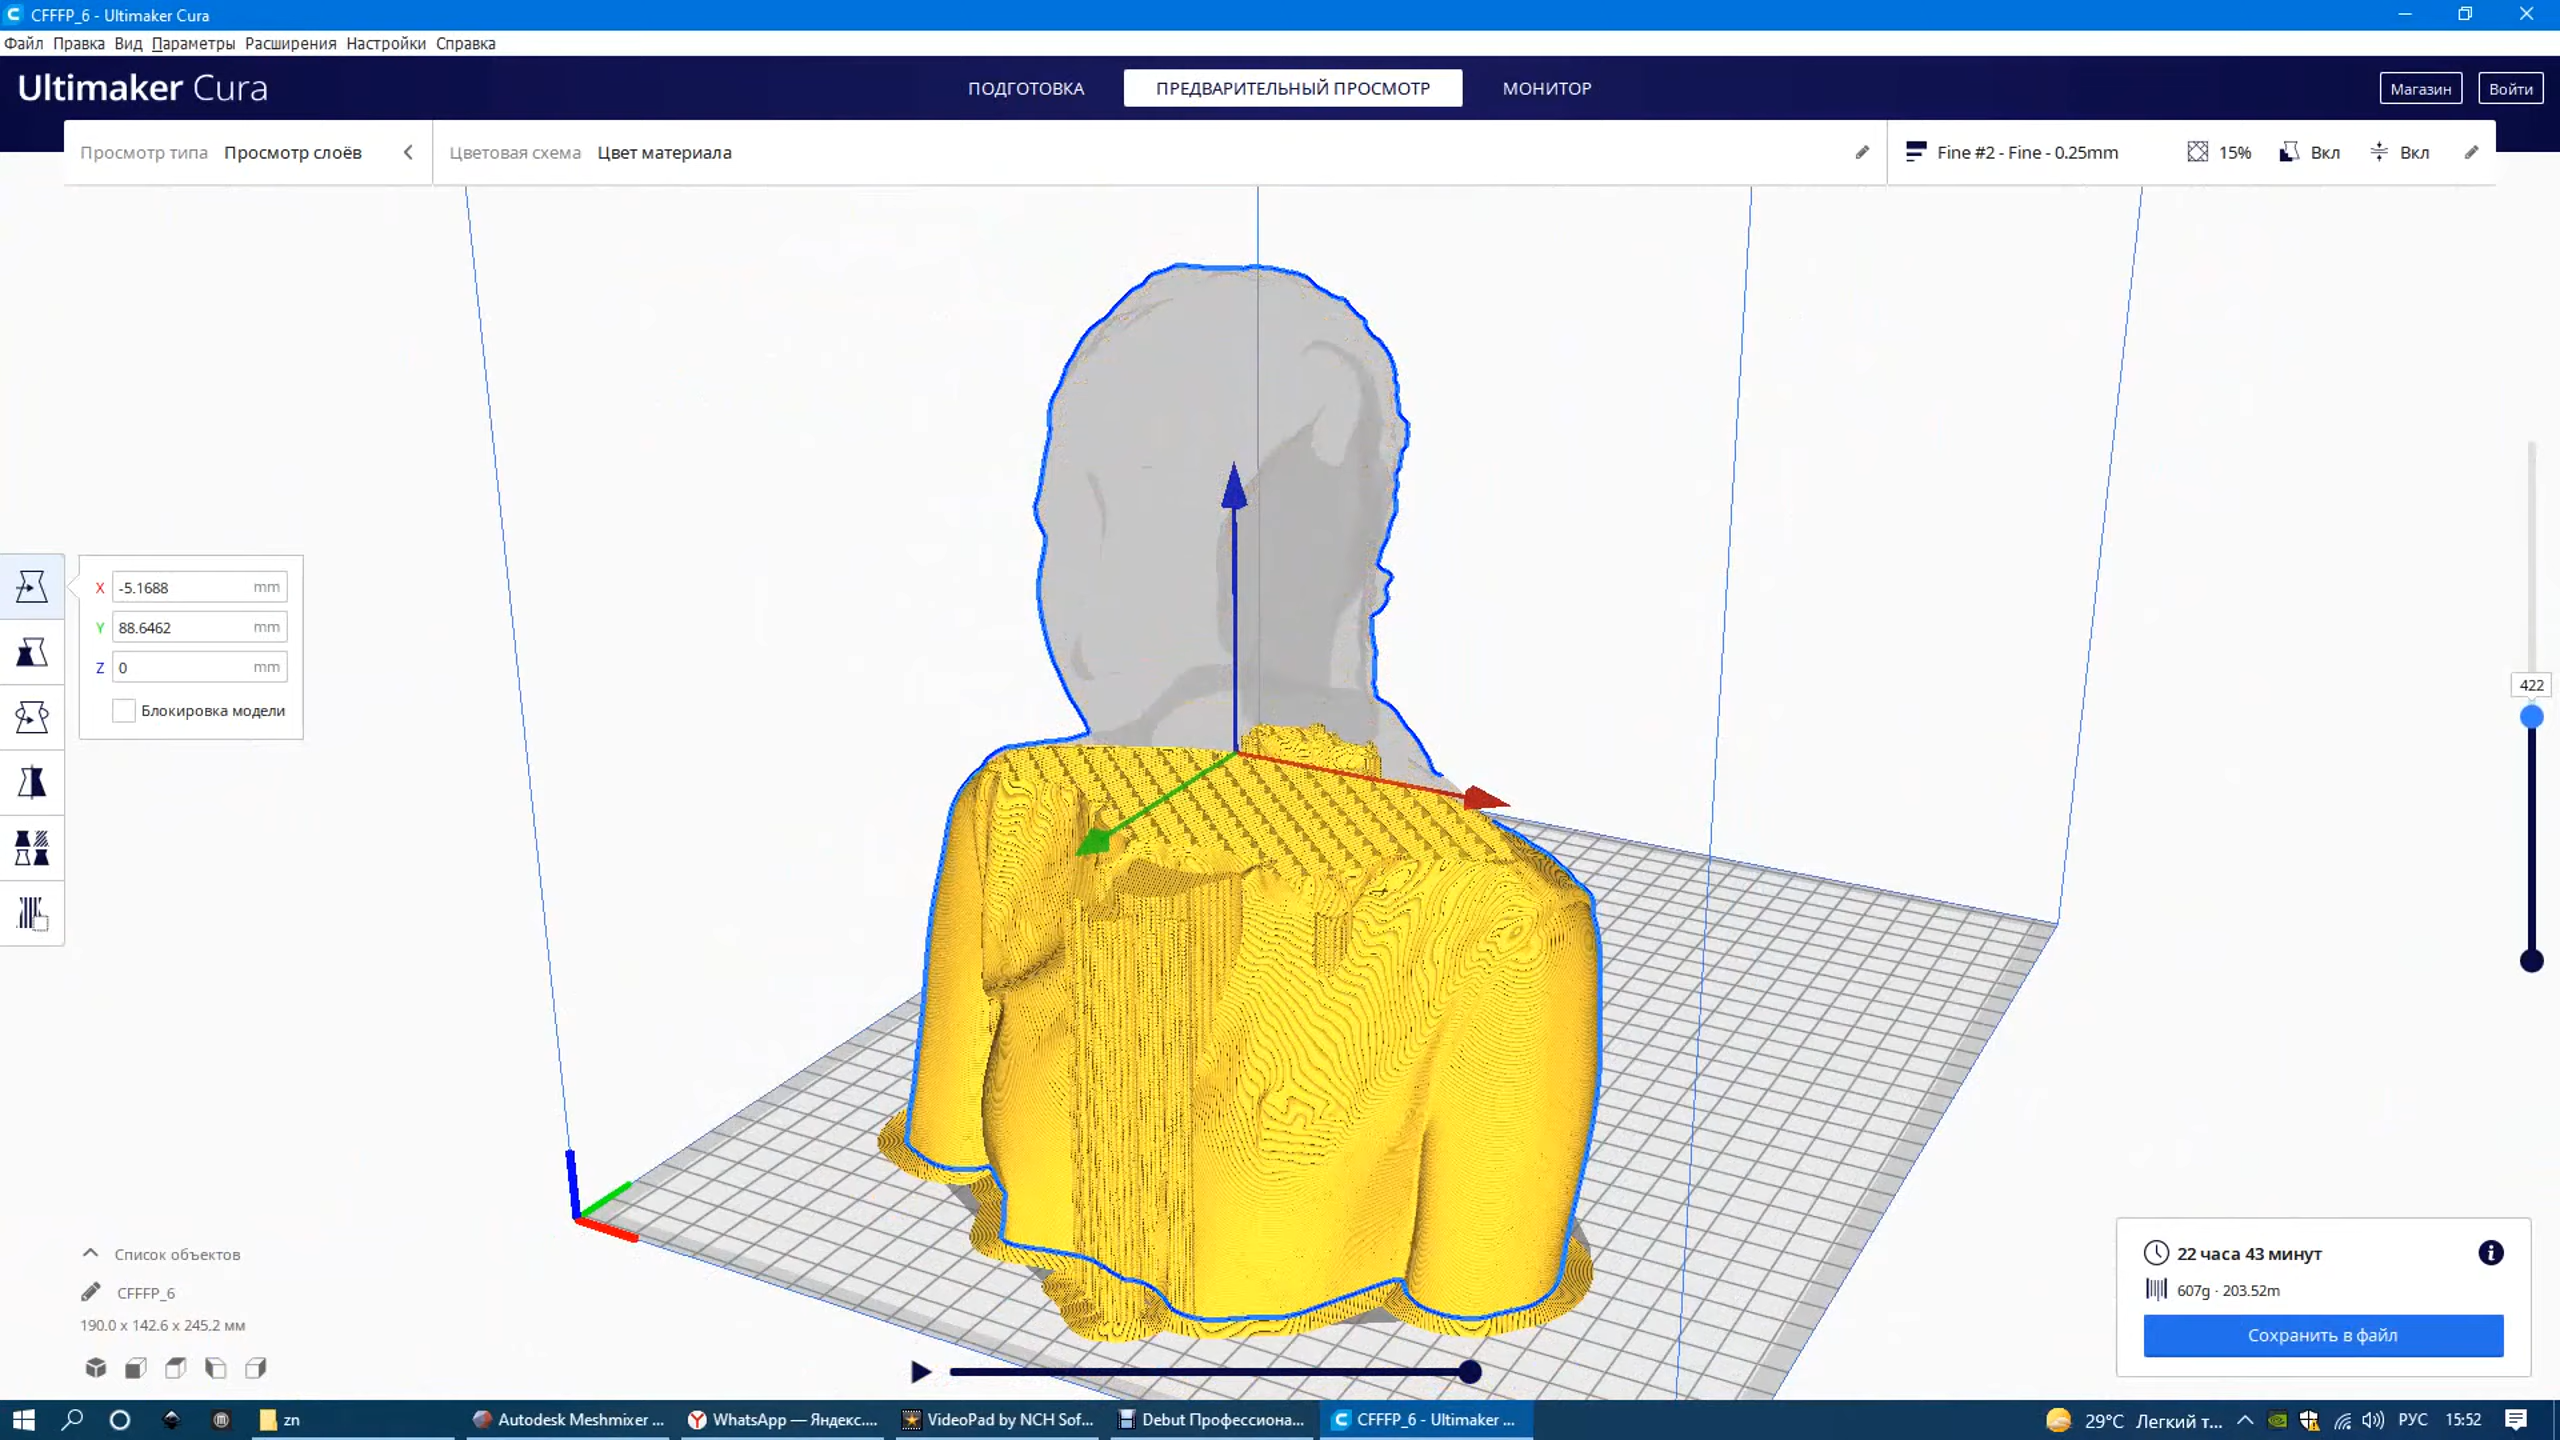 CFFFP_6 - Ultimaker Cura
Файл Правка Вид Параметры Расширения Настройки Справка
Ultimaker Cura
ПОДГОТОВКА
ПРЕДВАРИТЕЛЬНЫЙ ПРОСМОТР
МОНИТОР
Магазин
Войти
Просмотр типа Просмотр слоёв
Цветовая схема Цвет материала
Fine #2 - Fine - 0.25mm
15%
Вкл
Вкл
X -5.1688 mm
Y 88.6462 mm
Z 0 mm
Блокировка модели
422
Список объектов
CFFFP_6
190.0 x 142.6 x 245.2 мм
22 часа 43 минут
607g · 203.52m
Сохранить в файл
zn
Autodesk Meshmixer ...
WhatsApp — Яндекс....
VideoPad by NCH Sof...
Debut Профессиона...
CFFFP_6 - Ultimaker ...
29°C Легкий т...
РУС
15:52